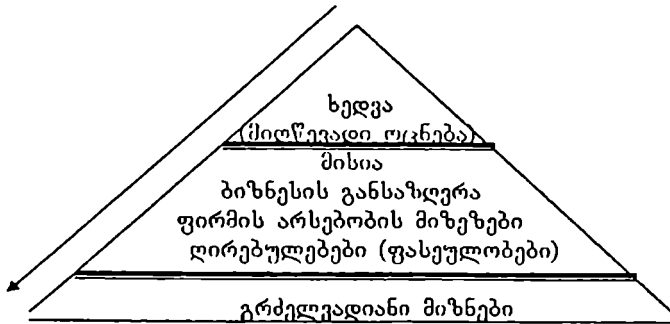 ხედვა
(მიღწევადი ოცნება)
მისია
ბიზნესის განსაზღვრა
ფირმის არსებობის მიზეზები
ღირებულებები (ფასეულობები)
გრძელვადიანი მიზნები